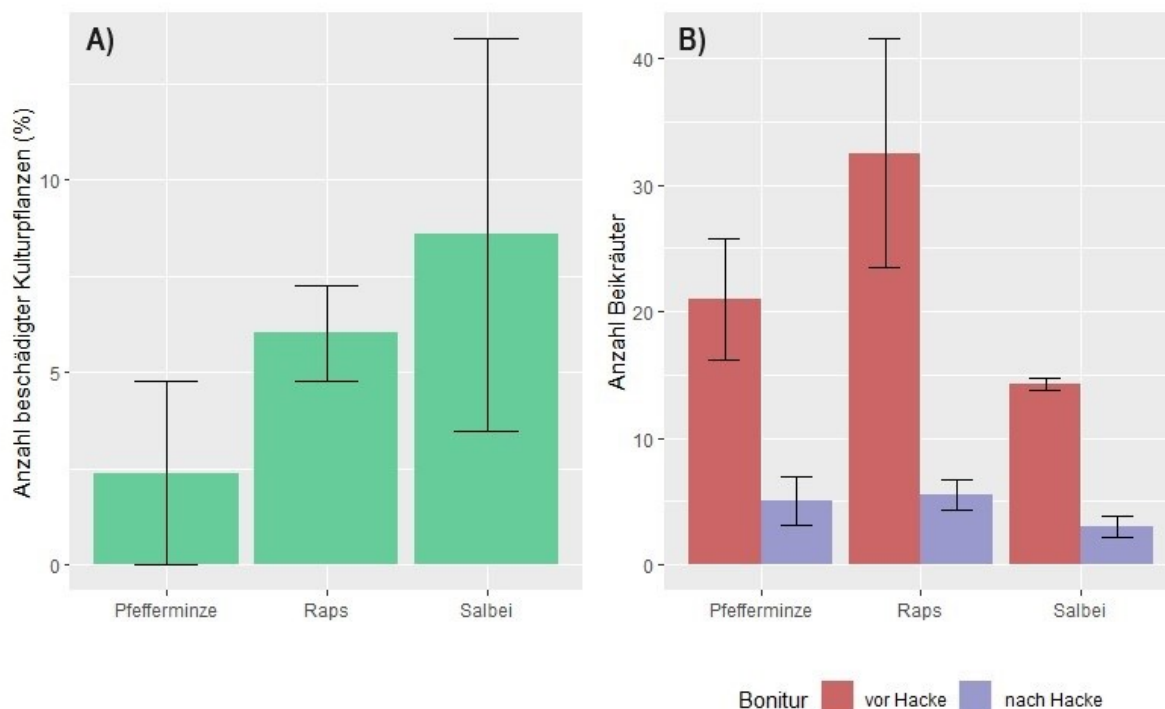 A)
Anzahl beschädigter Kulturpflanzen (%)
10
5
0
Pfefferminze Raps Salbei
B)
Anzahl Beikräuter
40
30
20
10
0
Pfefferminze Raps Salbei
Bonitur vor Hacke nach Hacke